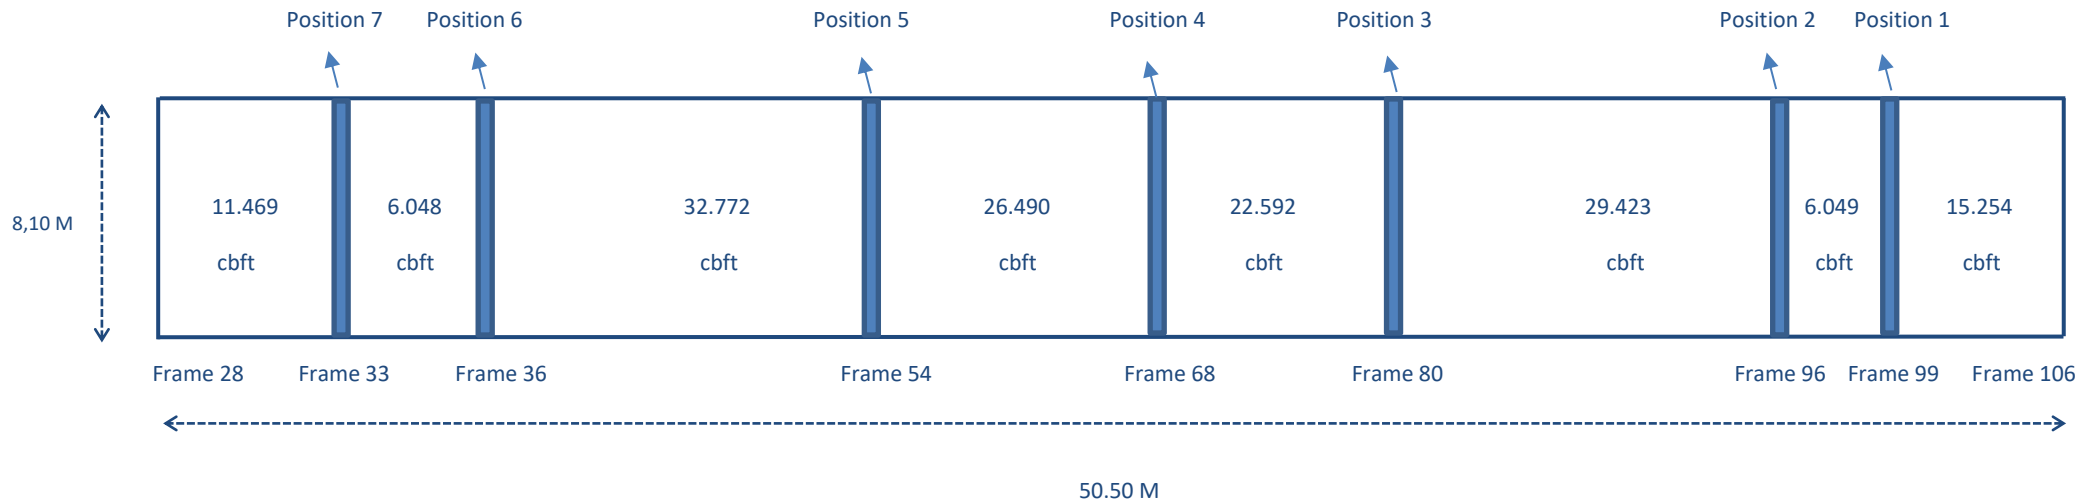 Position 7
Position 6
Position 5
Position 4
Position 3
Position 2
Position 1
8,10 M
11.469
cbft
6.048
cbft
32.772
cbft
26.490
cbft
22.592
cbft
29.423
cbft
6.049
cbft
15.254
cbft
Frame 28
Frame 33
Frame 36
Frame 54
Frame 68
Frame 80
Frame 96
Frame 99
Frame 106
50.50 M